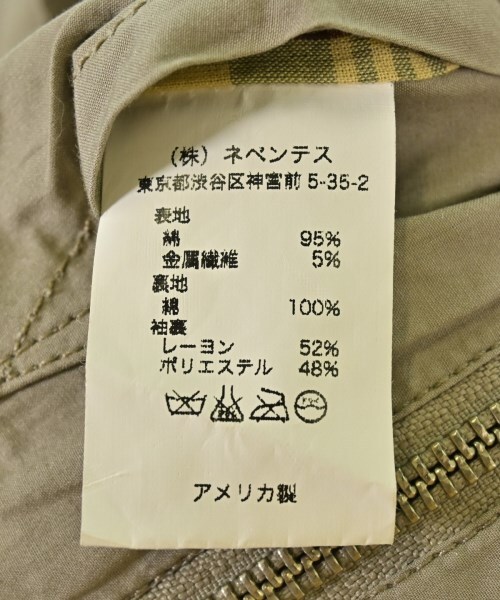 （株）ネペンテス
東京都渋谷区神宮前 5-35-2
表地
綿 95%
金属繊維 5%
裏地
綿 100%
袖裏
レーヨン 52%
ポリエステル 48%
アメリカ製